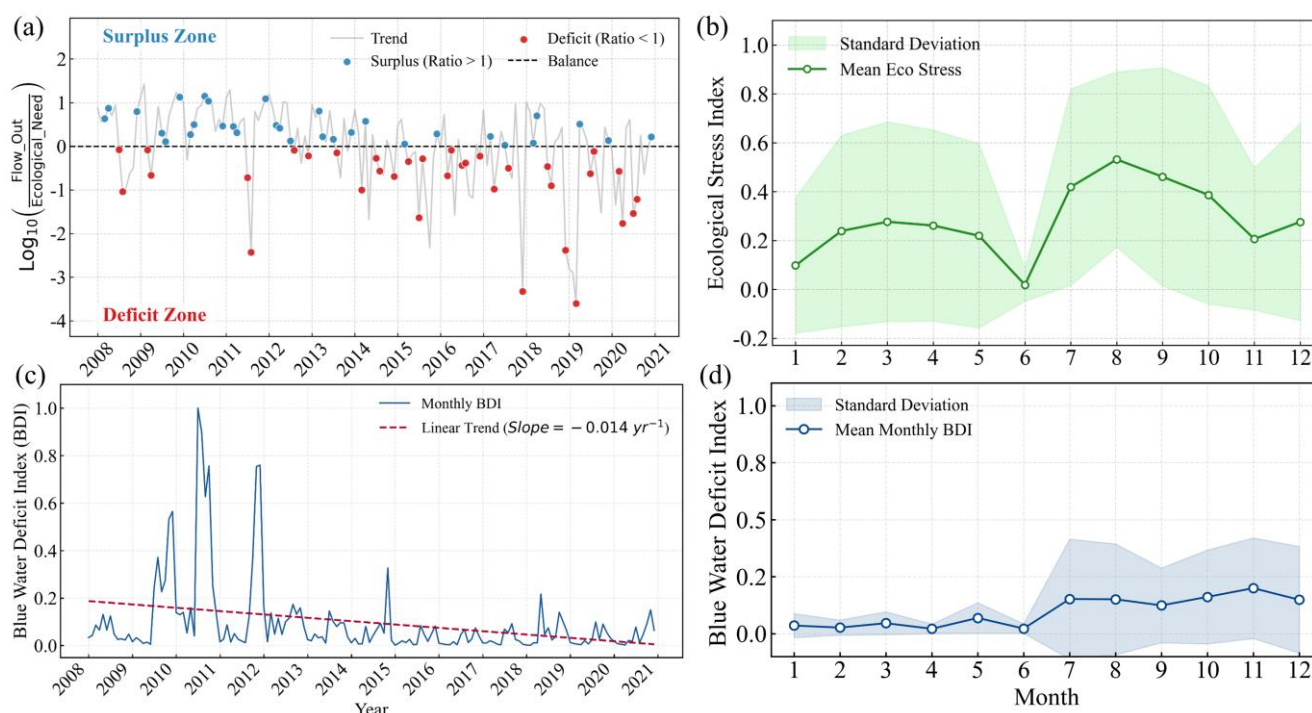 (a)
Surplus Zone
Trend
Surplus (Ratio > 1)
Deficit (Ratio < 1)
Balance
Log10(Flow_Out / Ecological_Need)
2
1
0
-1
-2
-3
-4
Deficit Zone
2008 2009 2010 2011 2012 2013 2014 2015 2016 2017 2018 2019 2020 2021
(b)
Standard Deviation
Mean Eco Stress
Ecological Stress Index
1.0
0.8
0.6
0.4
0.2
0.0
-0.2
1 2 3 4 5 6 7 8 9 10 11 12
(c)
Monthly BDI
Linear Trend (Slope = − 0.014 yr⁻¹)
Blue Water Deficit Index (BDI)
1.0
0.8
0.6
0.4
0.2
0.0
2008 2009 2010 2011 2012 2013 2014 2015 2016 2017 2018 2019 2020 2021
Year
(d)
Standard Deviation
Mean Monthly BDI
Blue Water Deficit Index
1.0
0.8
0.5
0.2
0.0
1 2 3 4 5 6 7 8 9 10 11 12
Month